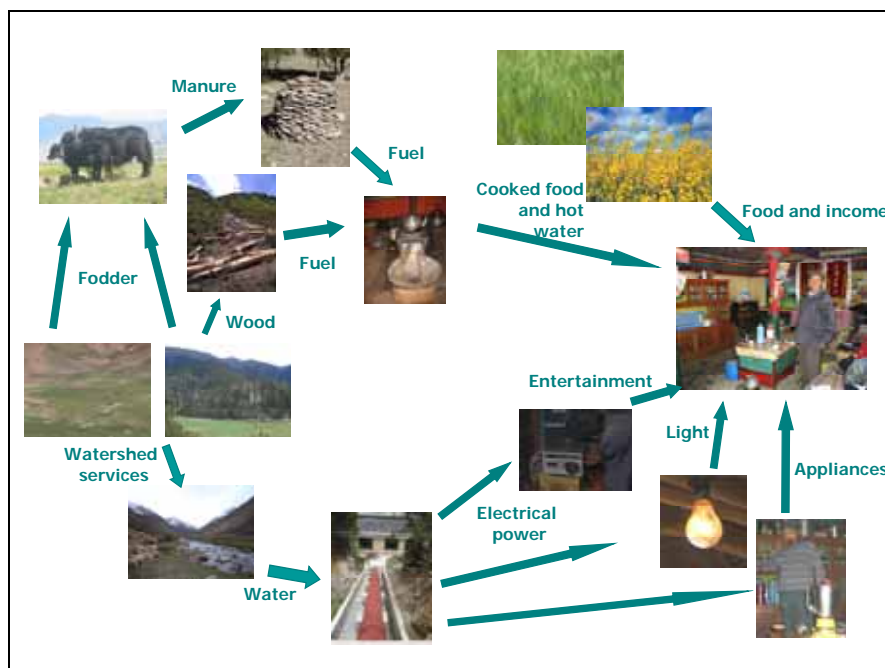 Manure
Fuel
Cooked food
and hot
water
Food and income
Fuel
Fodder
Wood
Entertainment
Watershed
services
Light
Appliances
Electrical
power
Water